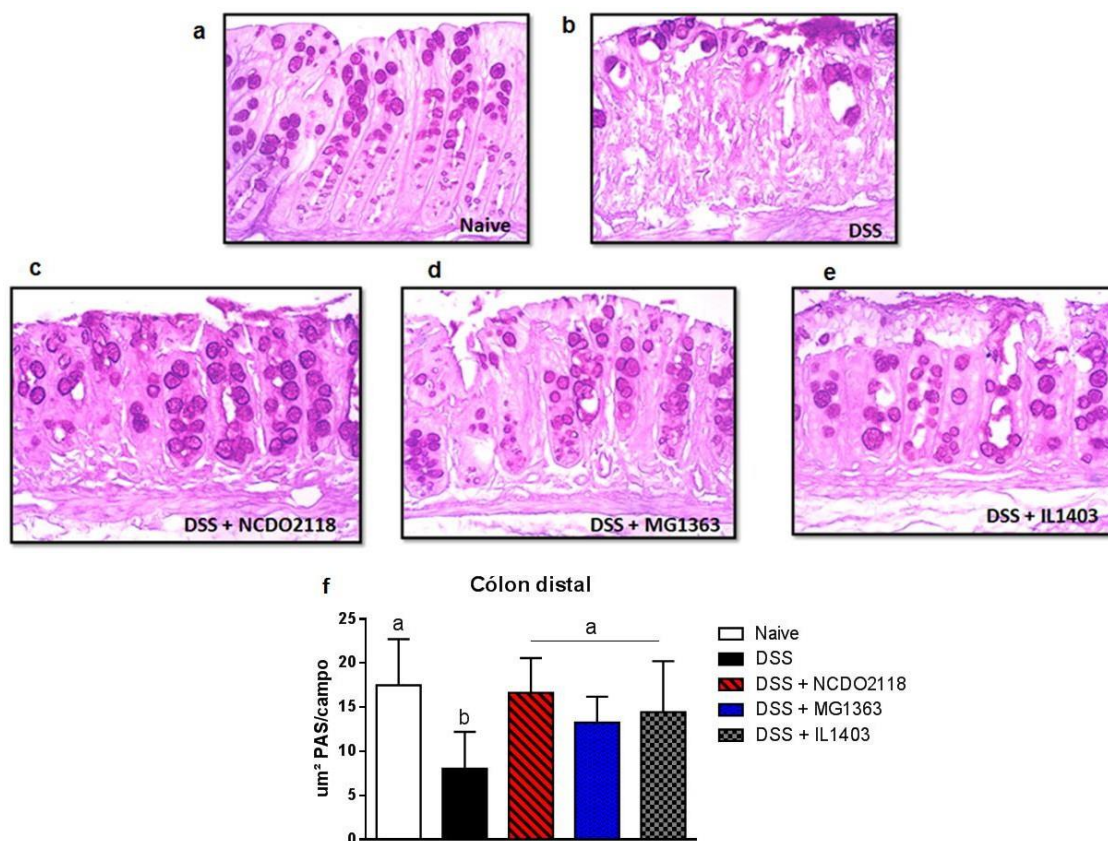 a
Naive
b
DSS
c
DSS + NCDO2118
d
DSS + MG1363
e
DSS + IL1403
f
Cólon distal
um² PAS/campo
25
20
15
10
5
0
a
b
a
Naive
DSS
DSS + NCDO2118
DSS + MG1363
DSS + IL1403